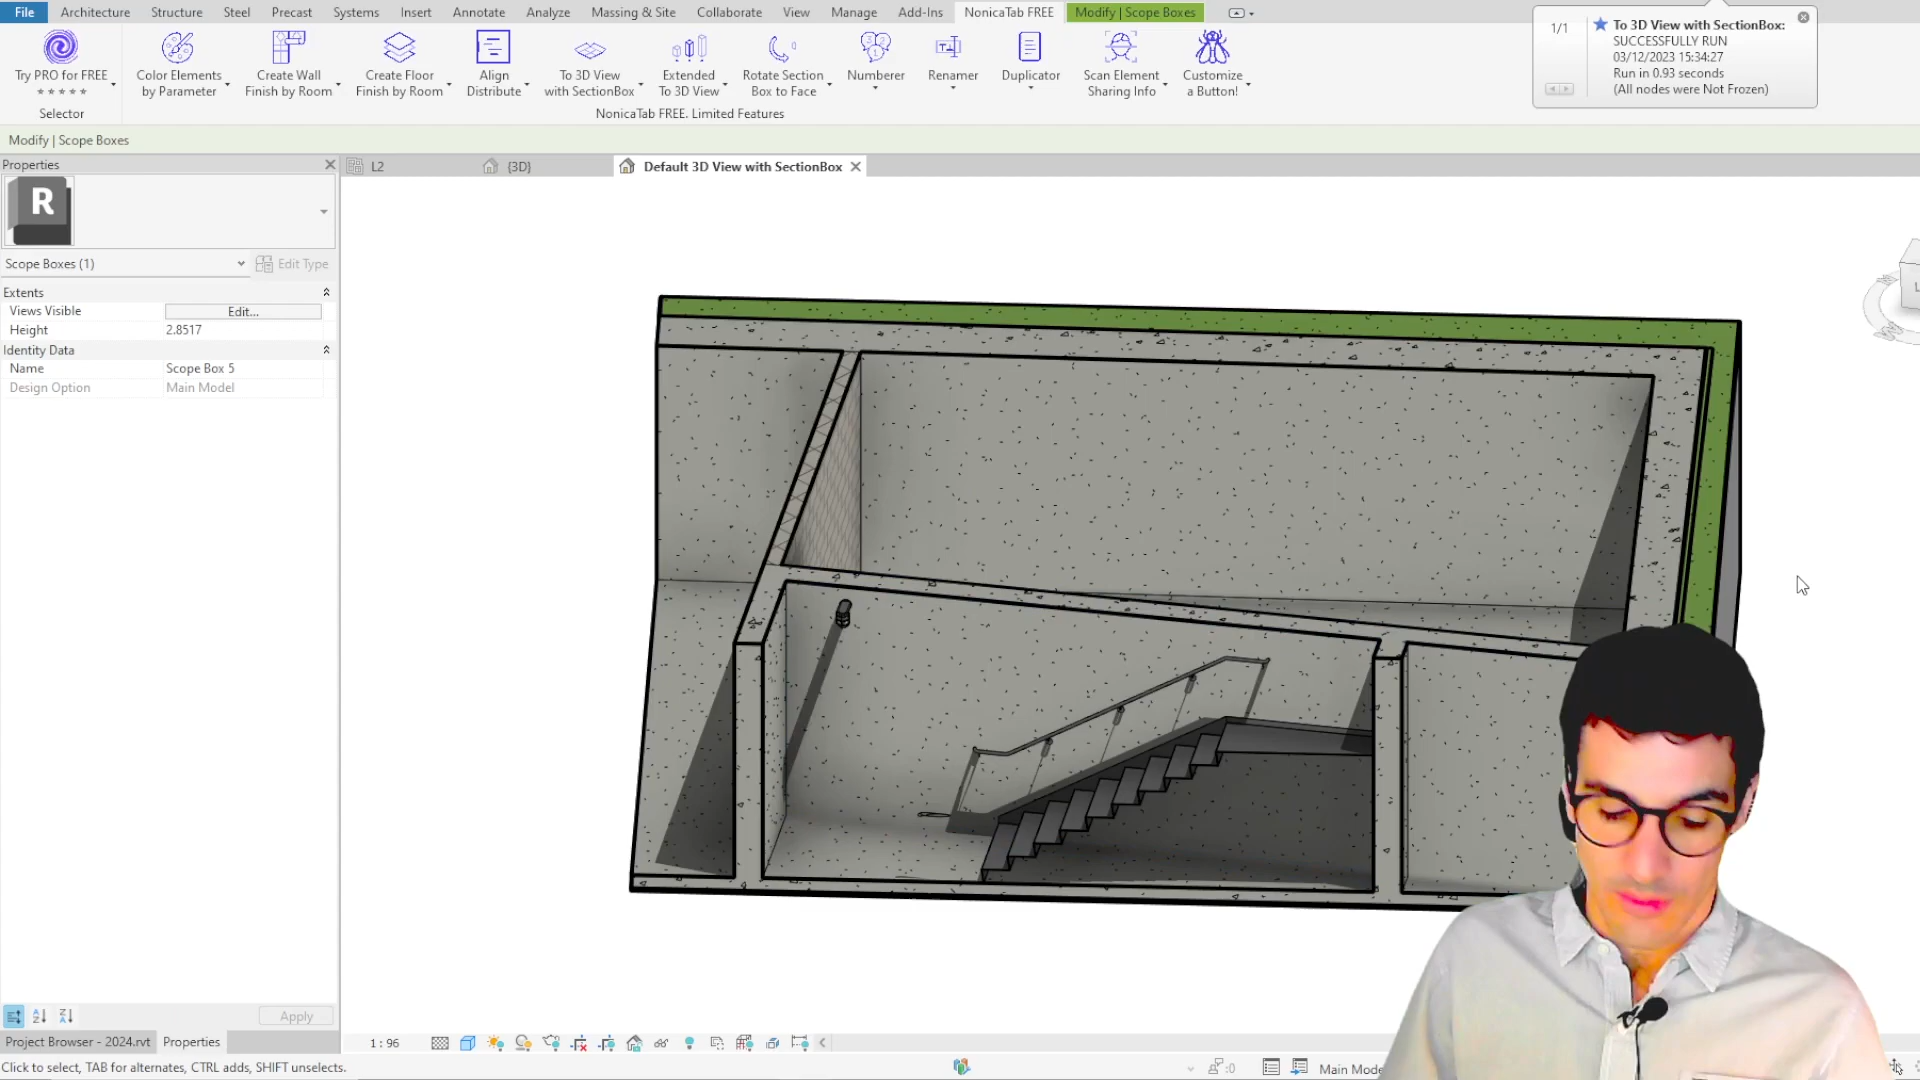 File Architecture Structure Steel Precast Systems Insert Annotate Analyze Massing & Site Collaborate View Manage Add-Ins NonicaTab FREE Modify | Scope Boxes
Try PRO for FREE
★★★★★
Color Elements
by Parameter
Create Wall
Finish by Room
Create Floor
Finish by Room
Align
Distribute
To 3D View
with SectionBox
Extended
To 3D View
Rotate Section
Box to Face
Numberer
Renamer
Duplicator
Scan Element
Sharing Info
Customize
a Button!
Selector
NonicaTab FREE. Limited Features
1/1
To 3D View with SectionBox:
SUCCESSFULLY RUN
03/12/2023 15:34:27
Run in 0.93 seconds
(All nodes were Not Frozen)
Modify | Scope Boxes
Properties
L2
{3D}
Default 3D View with SectionBox
R
Scope Boxes (1)
Edit Type
Extents
Views Visible Edit...
Height 2.8517
Identity Data
Name Scope Box 5
Design Option Main Model
Apply
Project Browser - 2024.rvt
Properties
1 : 96
Click to select, TAB for alternates, CTRL adds, SHIFT unselects.
:0
Main Mode